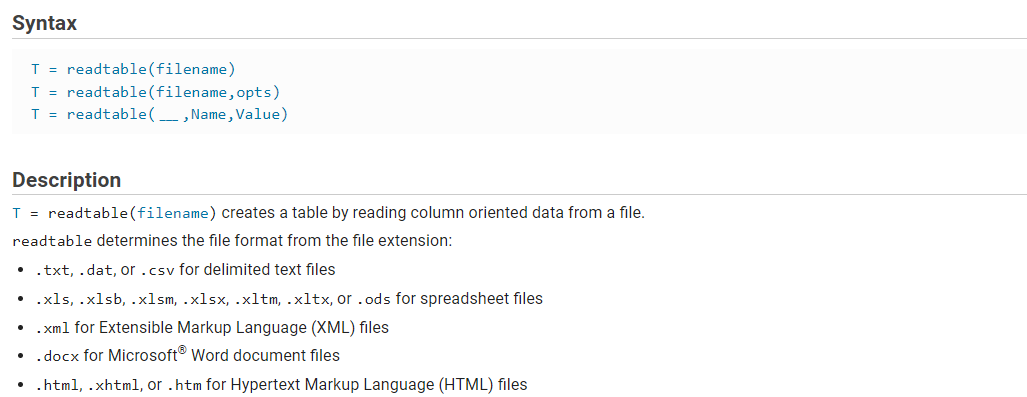 Syntax
T = readtable(filename)
T = readtable(filename,opts)
T = readtable(___,Name,Value)
Description
T = readtable(filename) creates a table by reading column oriented data from a file.
readtable determines the file format from the file extension:
• .txt, .dat, or .csv for delimited text files
• .xls, .xlsb, .xlsm, .xlsx, .xltm, .xltx, or .ods for spreadsheet files
• .xml for Extensible Markup Language (XML) files
• .docx for Microsoft® Word document files
• .html, .xhtml, or .htm for Hypertext Markup Language (HTML) files